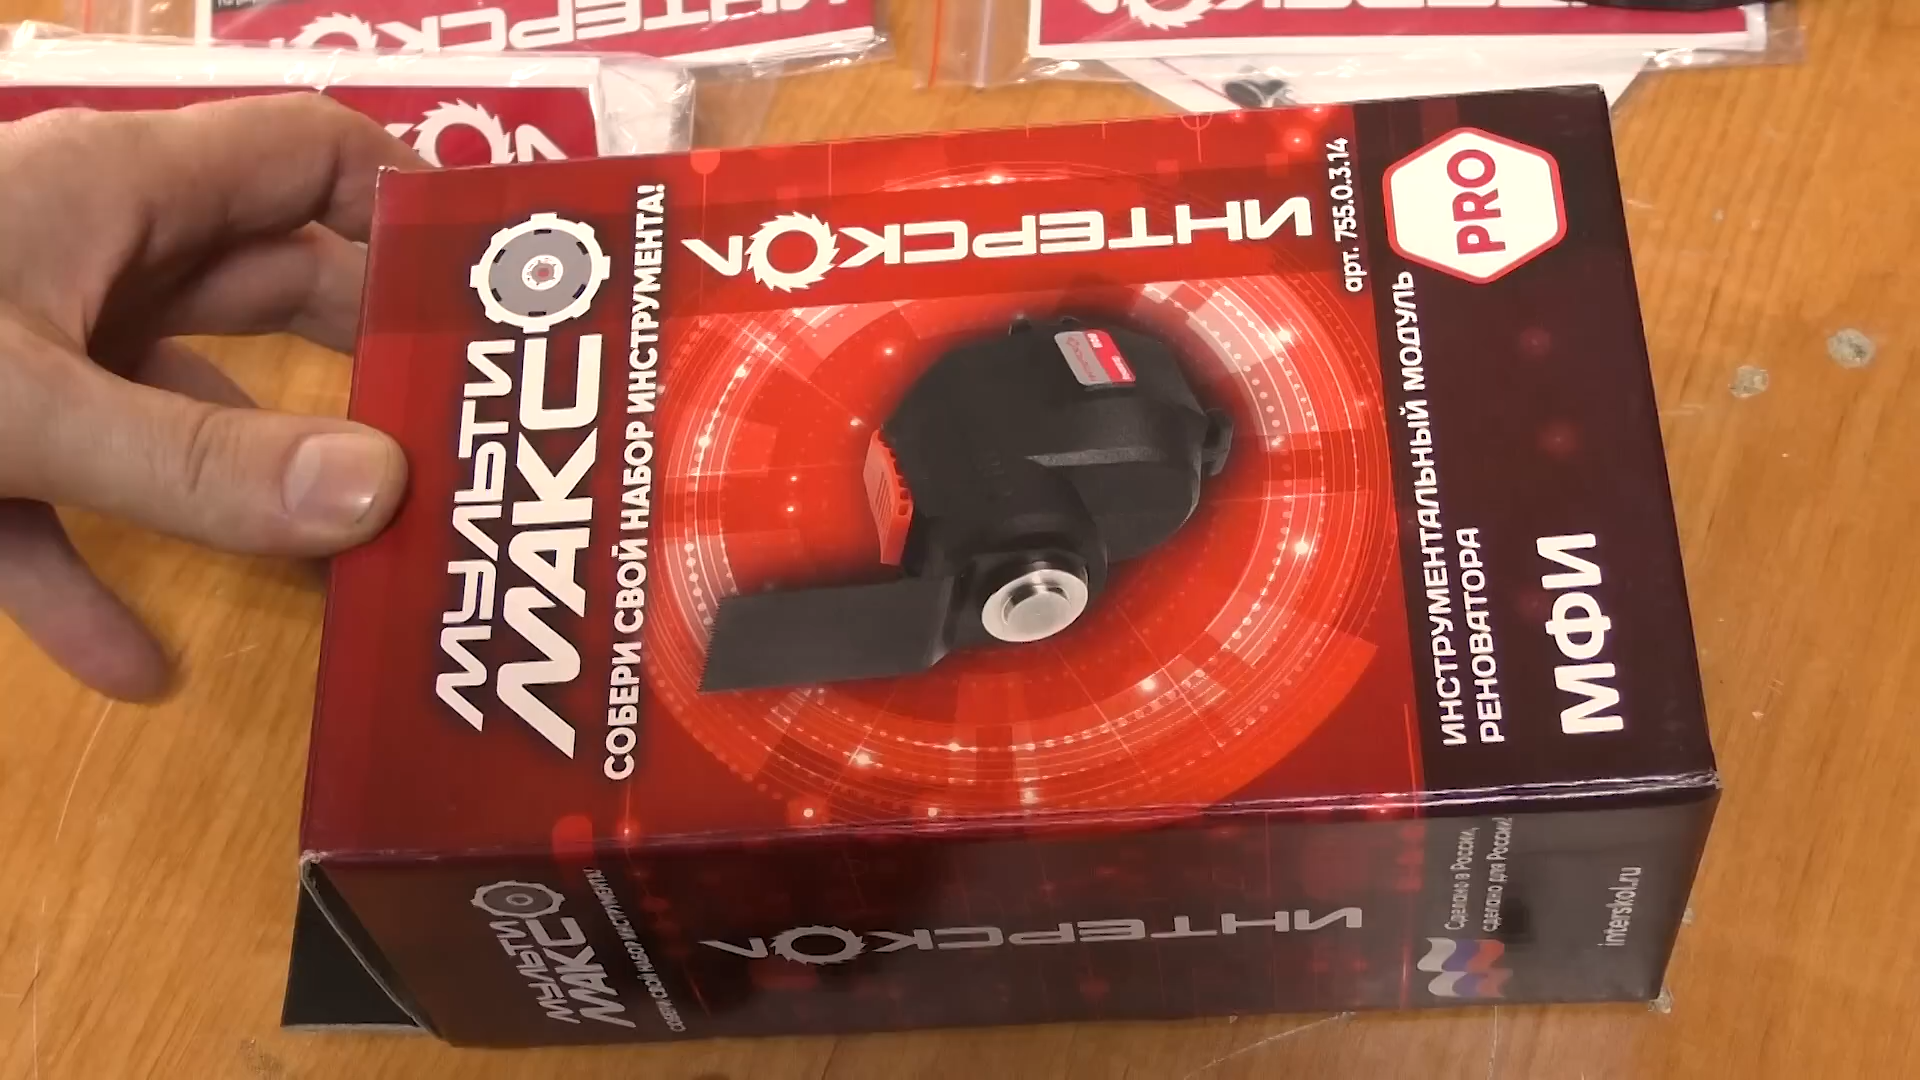 МУЛЬТИ
МАКС
СОБЕРИ СВОЙ НАБОР ИНСТРУМЕНТА!
ИНТЕРСКОЛ
арт. 755.0.3.14
PRO
ИНСТРУМЕНТАЛЬНЫЙ МОДУЛЬ
РЕНОВАТОРА
МФИ
МУЛЬТИ
МАКС
СОБЕРИ СВОЙ НАБОР ИНСТРУМЕНТА!
ИНТЕРСКОЛ
Сделано в России,
сделано для России!
interskol.ru
ИНТЕРСКОЛ